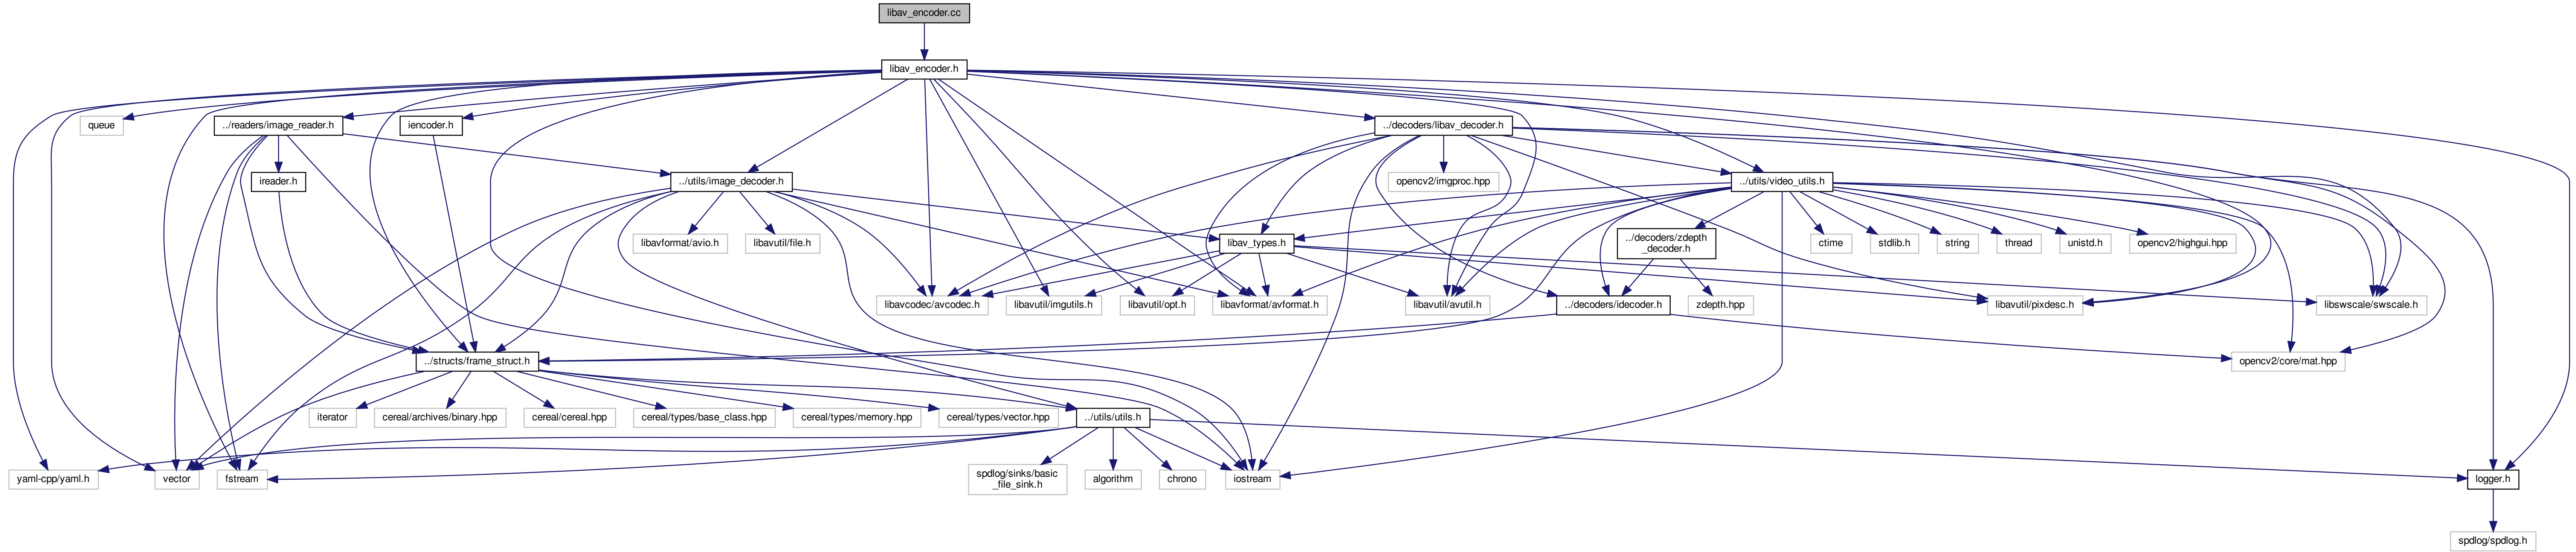 libav_encoder.cc
libav_encoder.h
queue
../readers/image_reader.h
iencoder.h
../decoders/libav_decoder.h
ireader.h
../utils/image_decoder.h
opencv2/imgproc.hpp
../utils/video_utils.h
libavformat/avio.h
libavutil/file.h
libav_types.h
../decoders/zdepth
_decoder.h
ctime
stdlib.h
string
thread
unistd.h
opencv2/highgui.hpp
libavcodec/avcodec.h
libavutil/imgutils.h
libavutil/opt.h
libavformat/avformat.h
libavutil/avutil.h
../decoders/idecoder.h
zdepth.hpp
libavutil/pixdesc.h
libswscale/swscale.h
../structs/frame_struct.h
opencv2/core/mat.hpp
iterator
cereal/archives/binary.hpp
cereal/cereal.hpp
cereal/types/base_class.hpp
cereal/types/memory.hpp
cereal/types/vector.hpp
../utils/utils.h
yaml-cpp/yaml.h
vector
fstream
spdlog/sinks/basic
_file_sink.h
algorithm
chrono
iostream
logger.h
spdlog/spdlog.h